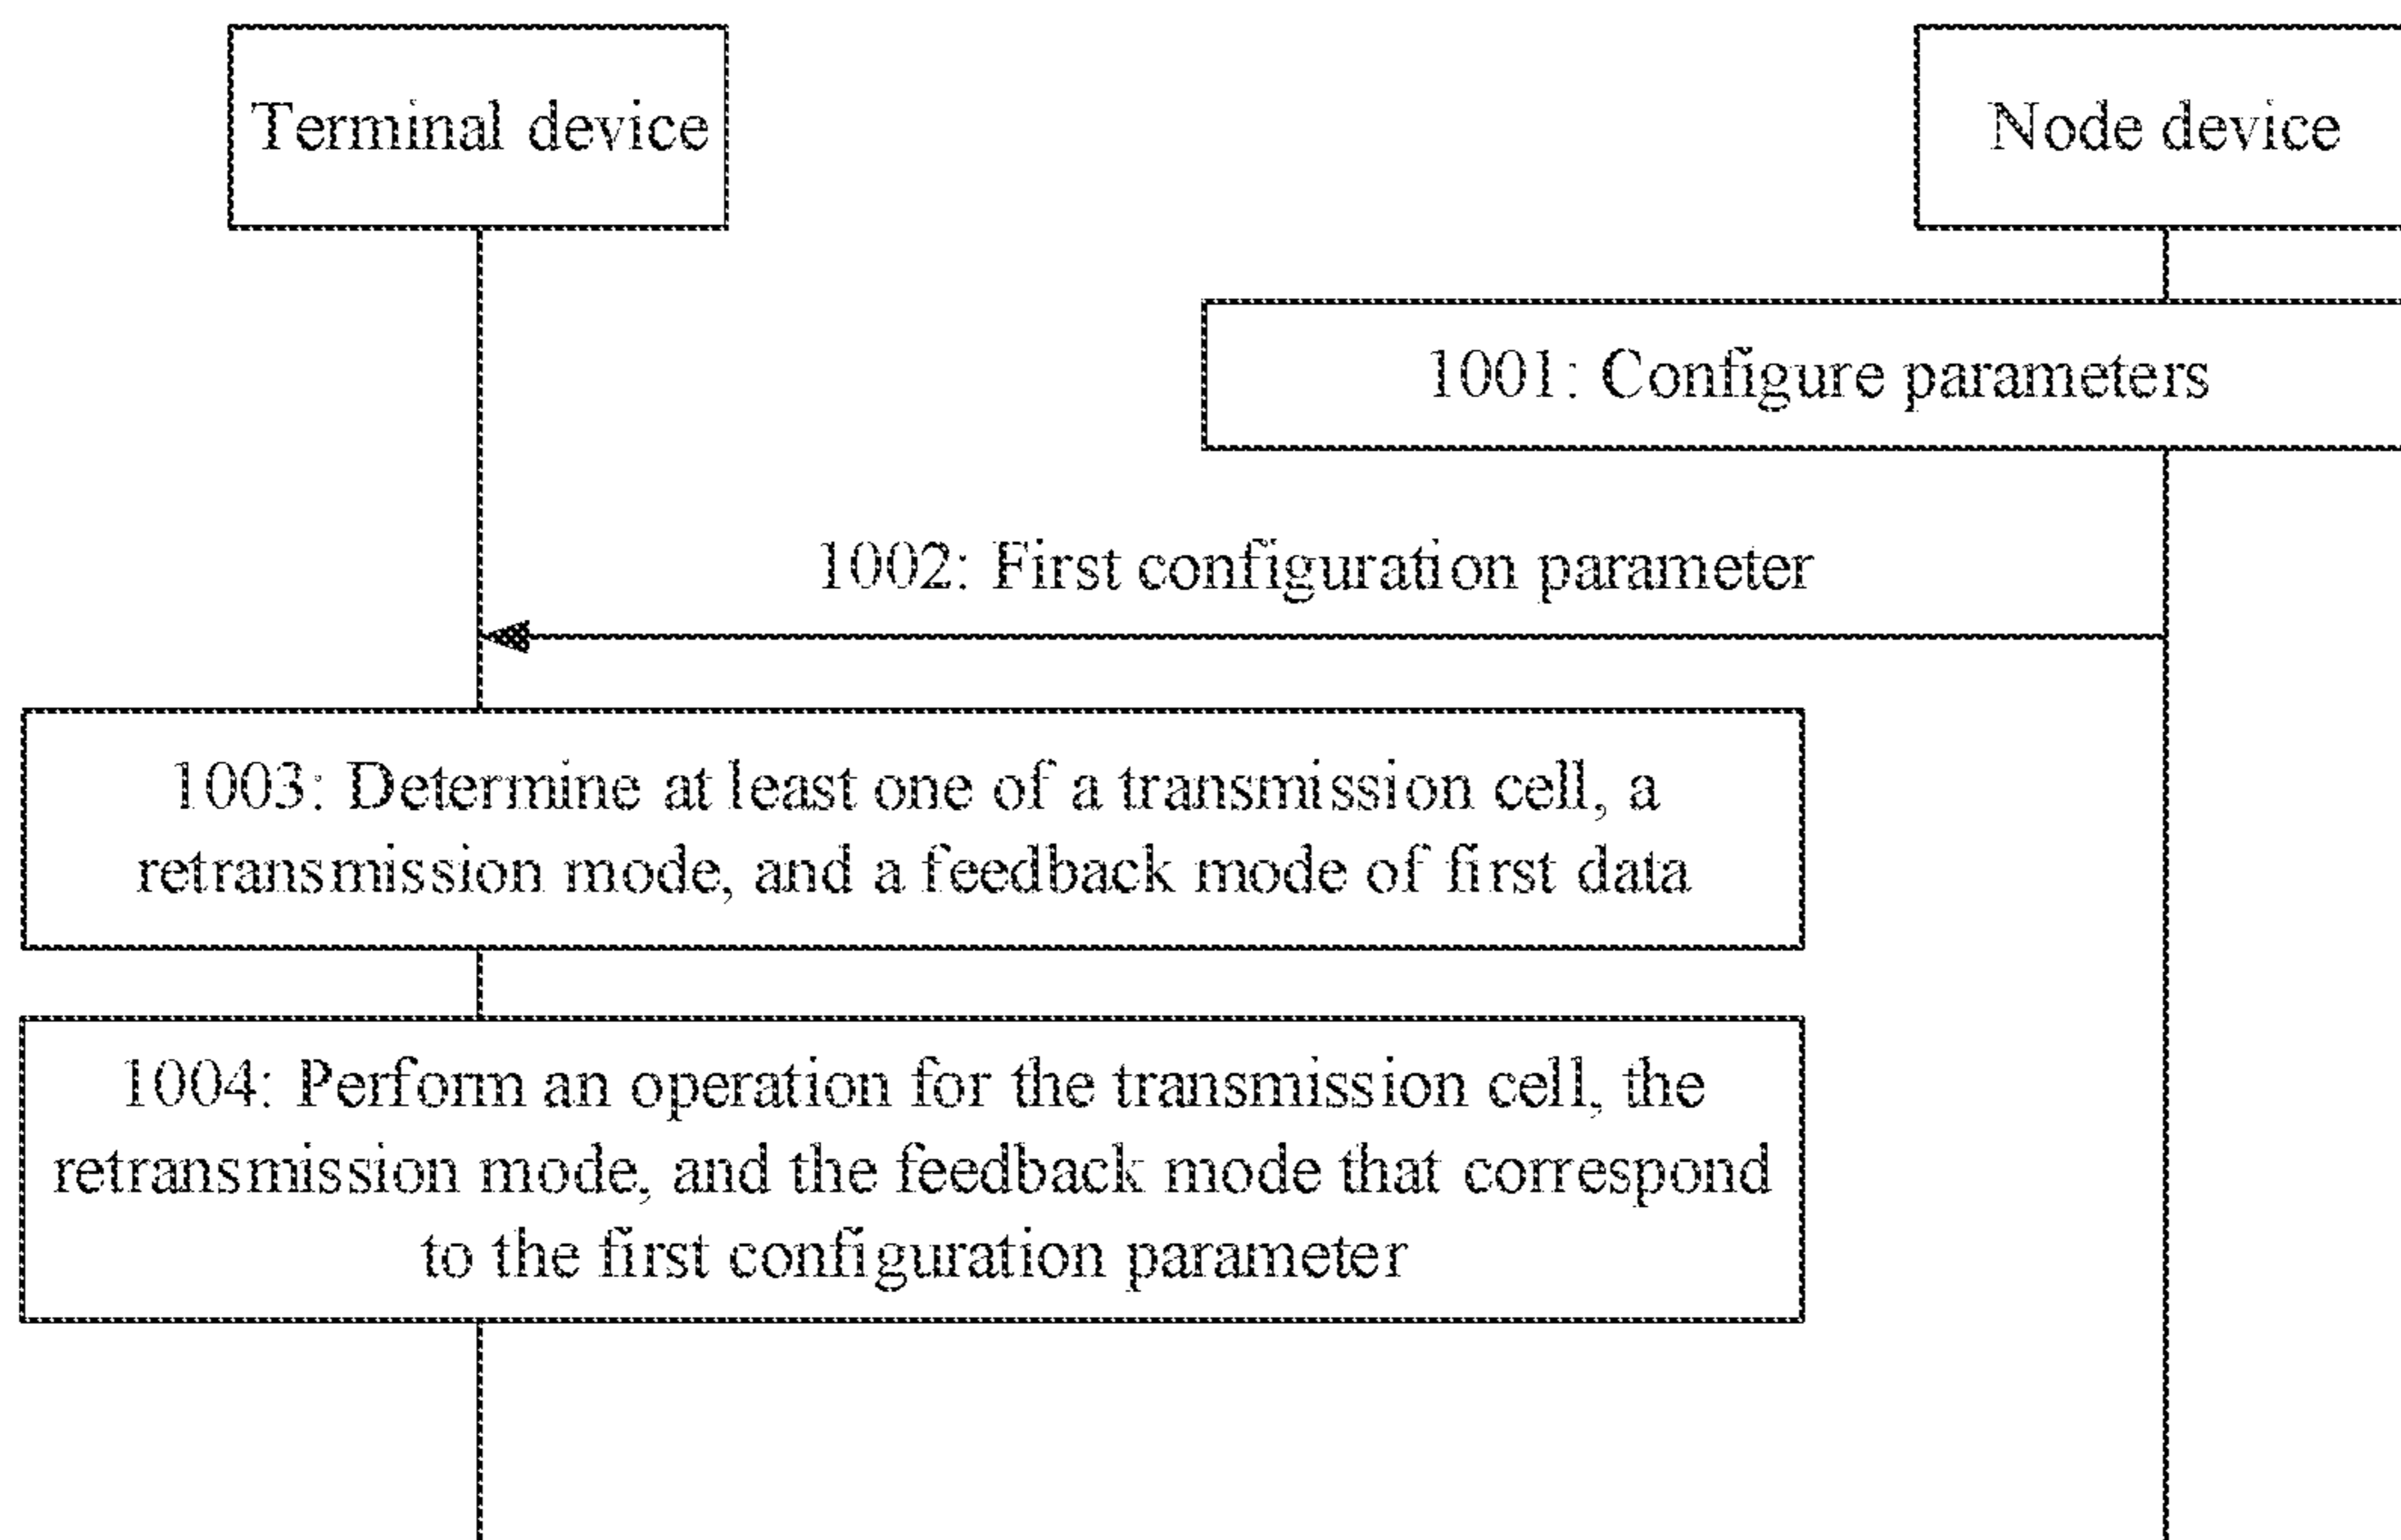 Terminal device
Node device
1001: Configure parameters
1002: First configuration parameter
1003: Determine at least one of a transmission cell, a
retransmission mode, and a feedback mode of first data
1004: Perform an operation for the transmission cell, the
retransmission mode, and the feedback mode that correspond
to the first configuration parameter